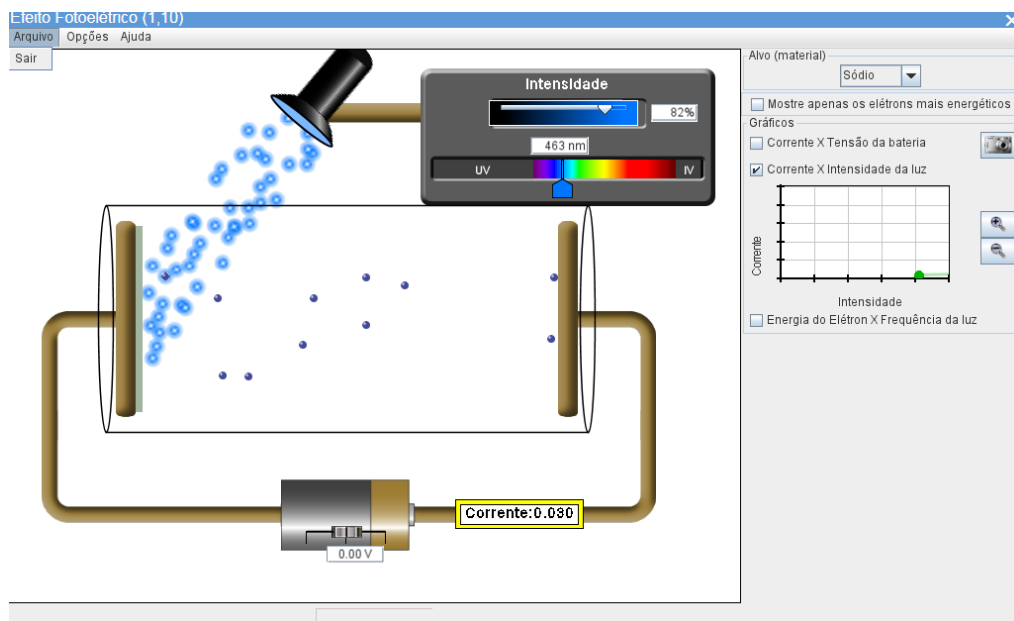 Efeito Fotoelétrico (1,10)
Arquivo Opções Ajuda
Sair
Intensidade
82%
463 nm
UV
IV
Corrente:0.030
0.00 V
Alvo (material)
Sódio
Mostre apenas os elétrons mais energéticos
Gráficos
Corrente X Tensão da bateria
Corrente X Intensidade da luz
Corrente
Intensidade
Energia do Elétron X Frequência da luz